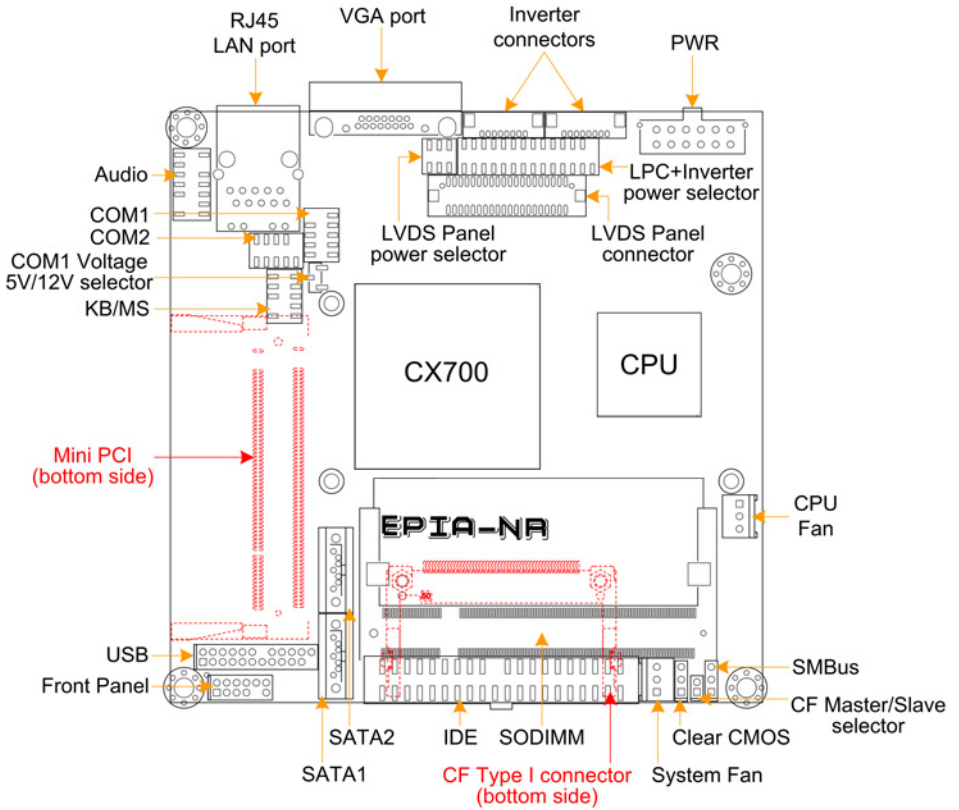 RJ45
LAN port
VGA port
Inverter
connectors
PWR
Audio
COM1
COM2
COM1 Voltage
5V/12V selector
KB/MS
LVDS Panel
power selector
LPC+Inverter
power selector
LVDS Panel
connector
CX700
CPU
Mini PCI
(bottom side)
EPIA-NR
CPU
Fan
50
USB
Front Panel
SMBus
CF Master/Slave
selector
SATA2
IDE
SODIMM
Clear CMOS
SATA1
CF Type I connector
(bottom side)
System Fan